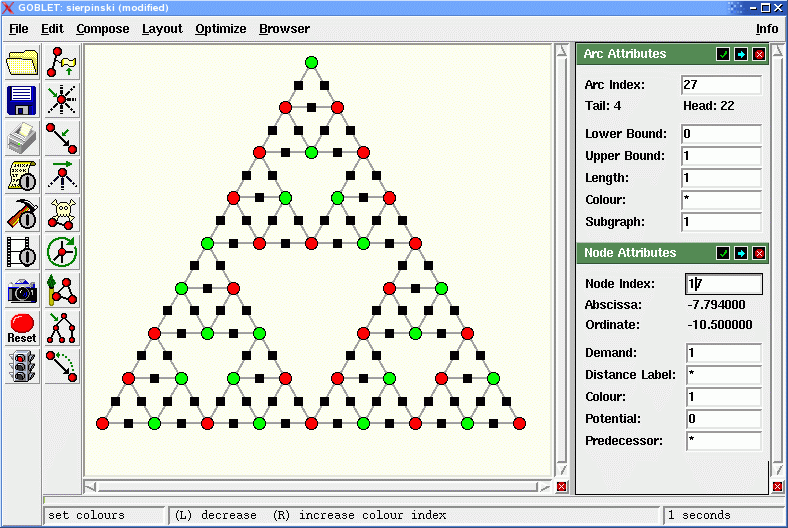 GOBLET: sierpinski (modified)
File Edit Compose Layout Optimize Browser Info
Arc Attributes
Arc Index: 27
Tail: 4 Head: 22
Lower Bound: 0
Upper Bound: 1
Length: 1
Colour: *
Subgraph: 1
Node Attributes
Node Index: 17
Abscissa: -7.794000
Ordinate: -10.500000
Demand: 1
Distance Label: *
Colour: 1
Potential: 0
Predecessor: *
Reset
set colours (L) decrease (R) increase colour index 1 seconds